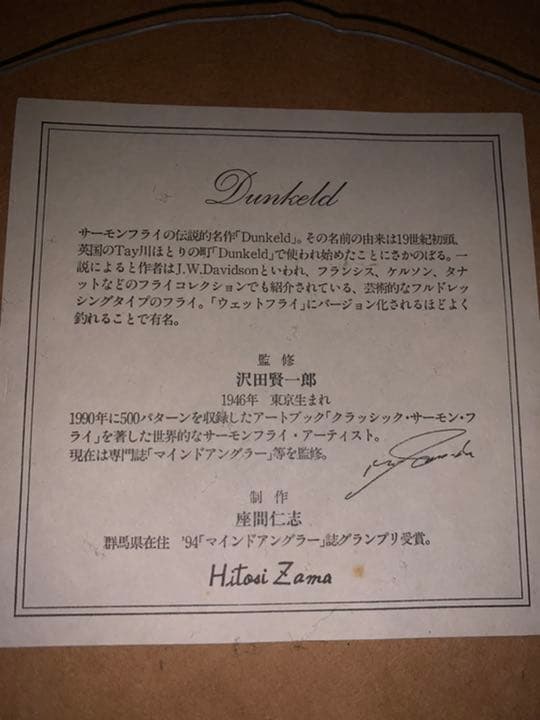 Dunkeld
サーモンフライの伝説的名作「Dunkeld」。その名前の由来は19世紀初頭、
英国のTay川ほとりの町「Dunkeld」で使われ始めたことにさかのぼる。一
説によると作者はJ.W.Davidsonといわれ、フランシス、ケルソン、タナ
ットなどのフライコレクションでも紹介されている、芸術的なフルドレッ
シングタイプのフライ。「ウェットフライ」にバージョン化されるほどよく
釣れることで有名。
監修
沢田賢一郎
1946年 東京生まれ
1990年に500パターンを収録したアートブック「クラッシック・サーモン・フ
ライ」を著した世界的なサーモンフライ・アーティスト。
現在は専門誌「マインドアングラー」等を監修。
制作
座間仁志
群馬県在住 '94「マインドアングラー」誌グランプリ受賞。
Hitosi Zama